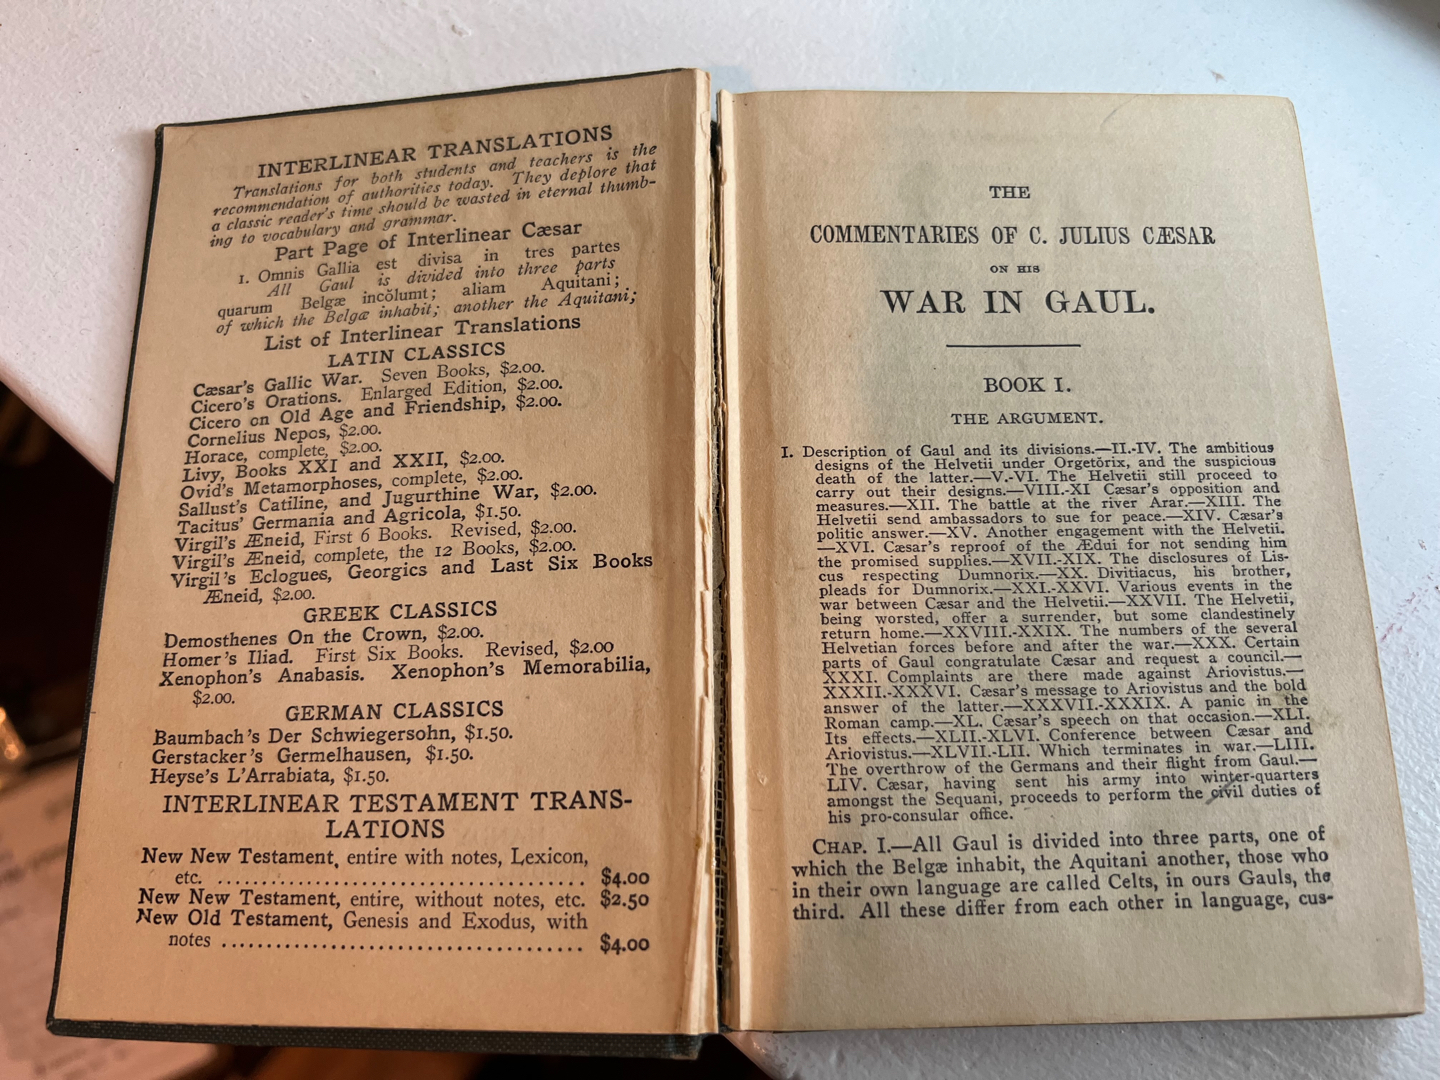 INTERLINEAR TRANSLATIONS
Translations for both students and teachers is the
recommendation of authorities today. They deplore that
a classic reader's time should be wasted in eternal thumb-
ing to vocabulary and grammar.
Part Page of Interlinear Cæsar
1. Omnis Gallia est divisa in tres partes
All Gaul is divided into three parts
quarum Belgæ incŏlumt; aliam Aquitani;
of which the Belgæ inhabit; another the Aquitani;
List of Interlinear Translations
LATIN CLASSICS
Cæsar's Gallic War. Seven Books, $2.00.
Cicero's Orations. Enlarged Edition, $2.00.
Cicero on Old Age and Friendship, $2.00.
Cornelius Nepos, $2.00.
Horace, complete, $2.00.
Livy, Books XXI and XXII, $2.00.
Ovid's Metamorphoses, complete, $2.00.
Sallust's Catiline, and Jugurthine War, $2.00.
Tacitus' Germania and Agricola, $1.50.
Virgil's Æneid, First 6 Books. Revised, $2.00.
Virgil's Æneid, complete, the 12 Books, $2.00.
Virgil's Eclogues, Georgics and Last Six Books
Æneid, $2.00.
GREEK CLASSICS
Demosthenes On the Crown, $2.00.
Homer's Iliad. First Six Books. Revised, $2.00
Xenophon's Anabasis. Xenophon's Memorabilia,
$2.00.
GERMAN CLASSICS
Baumbach's Der Schwiegersohn, $1.50.
Gerstacker's Germelhausen, $1.50.
Heyse's L'Arrabiata, $1.50.
INTERLINEAR TESTAMENT TRANS-
LATIONS
New New Testament, entire with notes, Lexicon,
etc. ........................................ $4.00
New New Testament, entire, without notes, etc. $2.50
New Old Testament, Genesis and Exodus, with
notes ........................................ $4.00
THE
COMMENTARIES OF C. JULIUS CÆSAR
ON HIS
WAR IN GAUL.
BOOK I.
THE ARGUMENT.
I. Description of Gaul and its divisions.—II.-IV. The ambitious
designs of the Helvetii under Orgetŏrix, and the suspicious
death of the latter.—V.-VI. The Helvetii still proceed to
carry out their designs.—VIII.-XI Cæsar's opposition and
measures.—XII. The battle at the river Arar.—XIII. The
Helvetii send ambassadors to sue for peace.—XIV. Cæsar's
politic answer.—XV. Another engagement with the Helvetii.
—XVI. Cæsar's reproof of the Ædui for not sending him
the promised supplies.—XVII.-XIX. The disclosures of Lis-
cus respecting Dumnorix.—XX. Divitiacus, his brother,
pleads for Dumnorix.—XXI.-XXVI. Various events in the
war between Cæsar and the Helvetii.—XXVII. The Helvetii,
being worsted, offer a surrender, but some clandestinely
return home.—XXVIII.-XXIX. The numbers of the several
Helvetian forces before and after the war.—XXX. Certain
parts of Gaul congratulate Cæsar and request a council.—
XXXI. Complaints are there made against Ariovistus.—
XXXII.-XXXVI. Cæsar's message to Ariovistus and the bold
answer of the latter.—XXXVII.-XXXIX. A panic in the
Roman camp.—XL. Cæsar's speech on that occasion.—XLI.
Its effects.—XLII.-XLVI. Conference between Cæsar and
Ariovistus.—XLVII.-LII. Which terminates in war.—LIII.
The overthrow of the Germans and their flight from Gaul.—
LIV. Cæsar, having sent his army into winter-quarters
amongst the Sequani, proceeds to perform the civil duties of
his pro-consular office.
CHAP. I.—All Gaul is divided into three parts, one of
which the Belgæ inhabit, the Aquitani another, those who
in their own language are called Celts, in ours Gauls, the
third. All these differ from each other in language, cus-